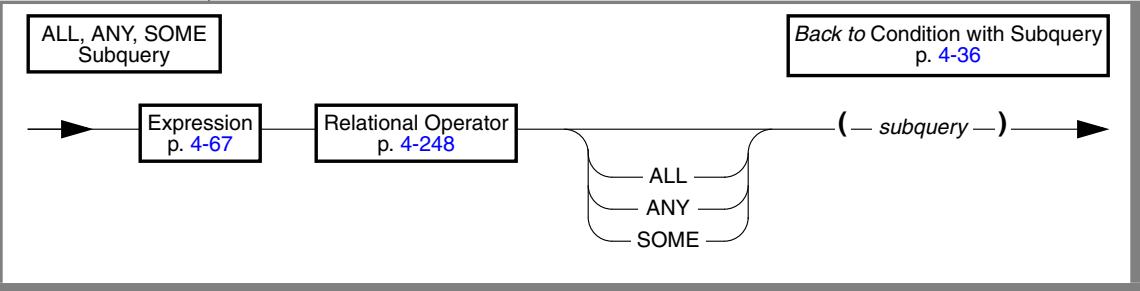 ALL, ANY, SOME
Subquery
Back to Condition with Subquery
p. 4-36
Expression
p. 4-67
Relational Operator
p. 4-248
( subquery )
ALL
ANY
SOME